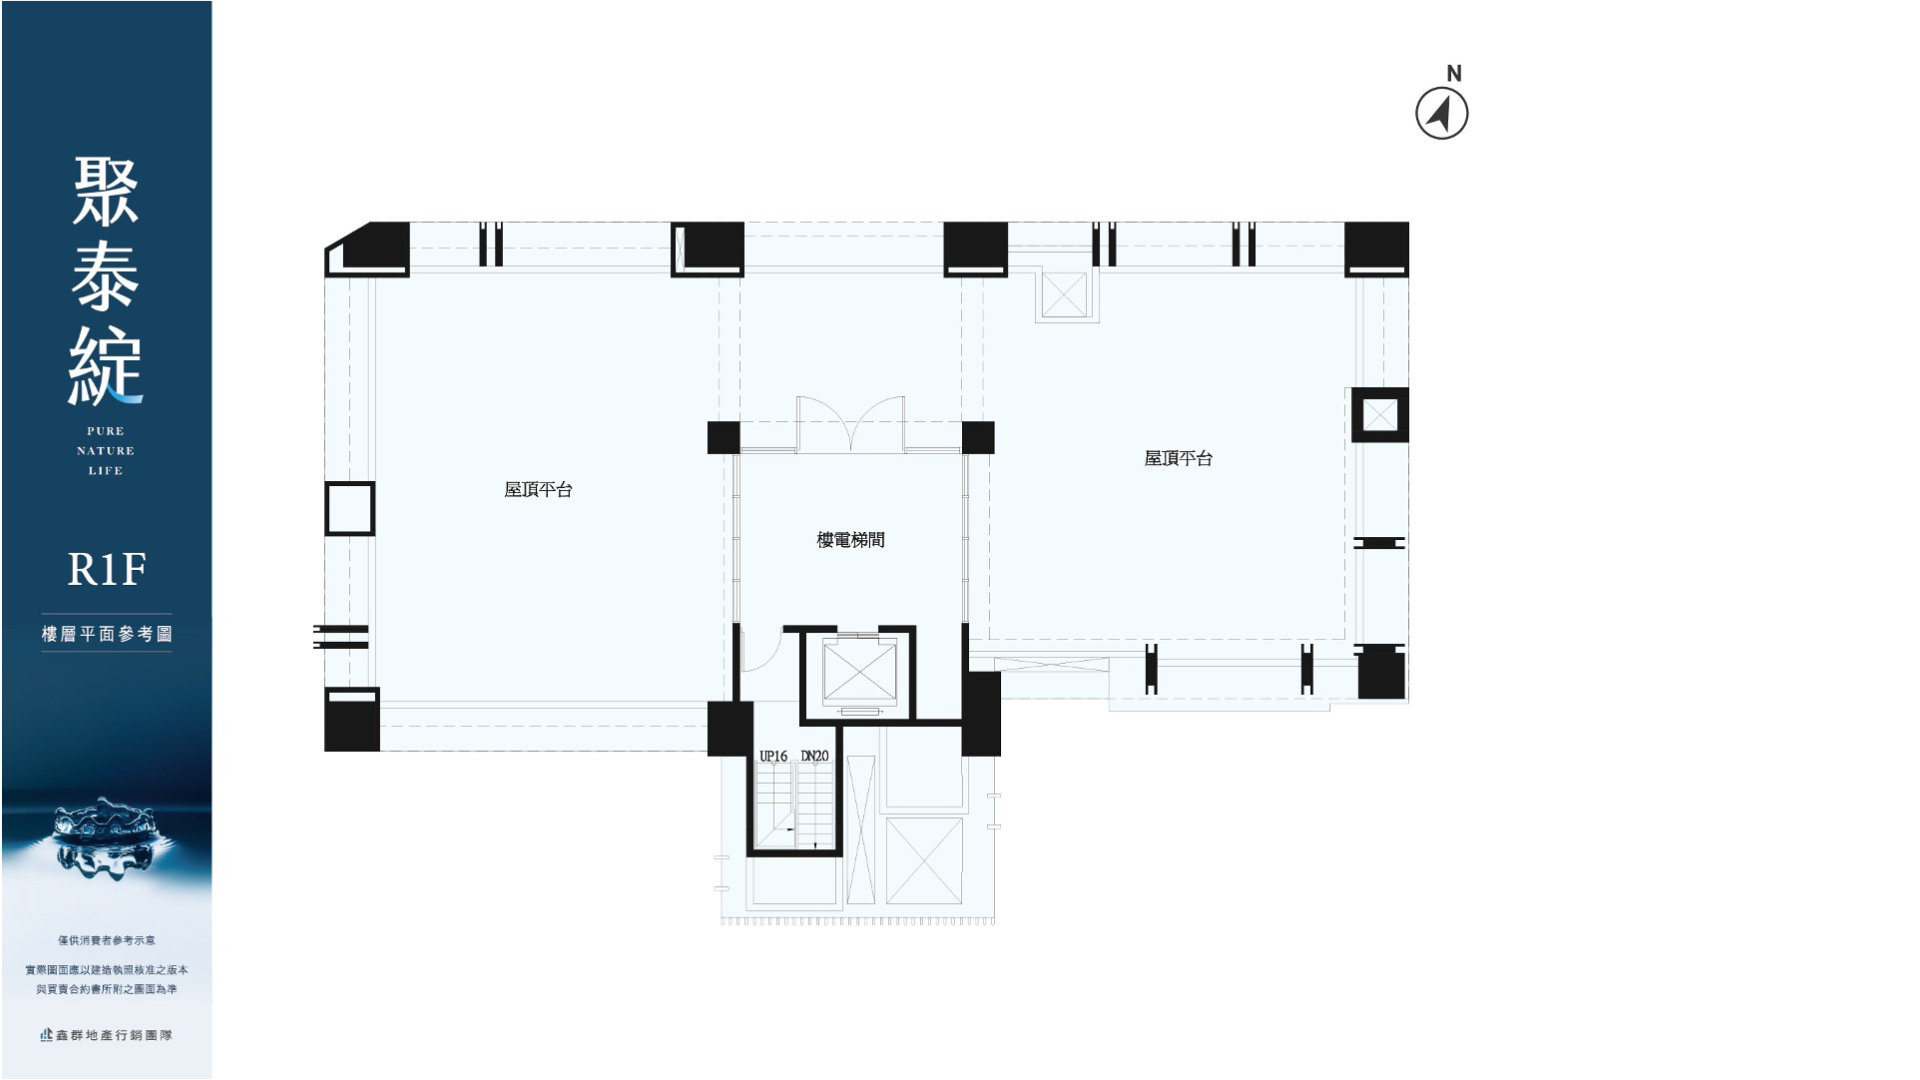 聚泰綻
PURE
NATURE
LIFE
R1F
樓層平面參考圖
僅供消費者參考示意
實際圖面應以建造執照核准之版本
與買賣合約書所附之圖面為準
鑫群地產行銷團隊
N
屋頂平台
屋頂平台
樓電梯間
UP16 DN20